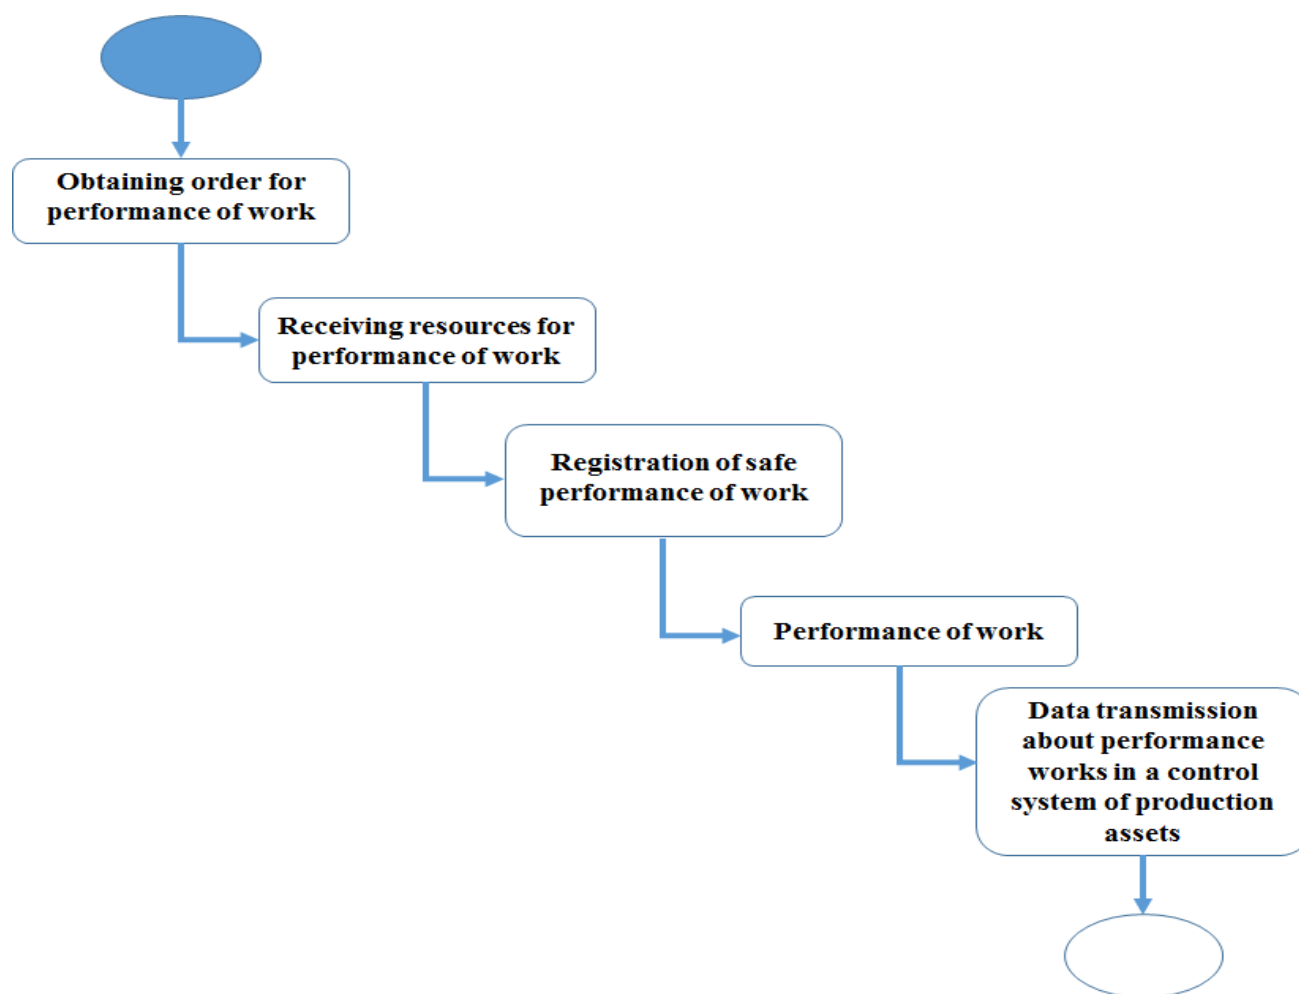 Obtaining order for
performance of work
Receiving resources for
performance of work
Registration of safe
performance of work
Performance of work
Data transmission
about performance
works in a control
system of production
assets